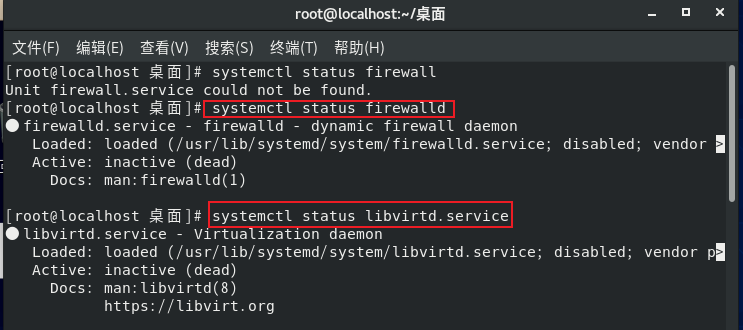 root@localhost:~/桌面
文件(F) 编辑(E) 查看(V) 搜索(S) 终端(T) 帮助(H)
[root@localhost 桌面]# systemctl status firewall
Unit firewall.service could not be found.
[root@localhost 桌面]# systemctl status firewalld
●firewalld.service - firewalld - dynamic firewall daemon
Loaded: loaded (/usr/lib/systemd/system/firewalld.service; disabled; vendor >
Active: inactive (dead)
Docs: man:firewalld(1)
[root@localhost 桌面]# systemctl status libvirtd.service
●libvirtd.service - Virtualization daemon
Loaded: loaded (/usr/lib/systemd/system/libvirtd.service; disabled; vendor p>
Active: inactive (dead)
Docs: man:libvirtd(8)
https://libvirt.org